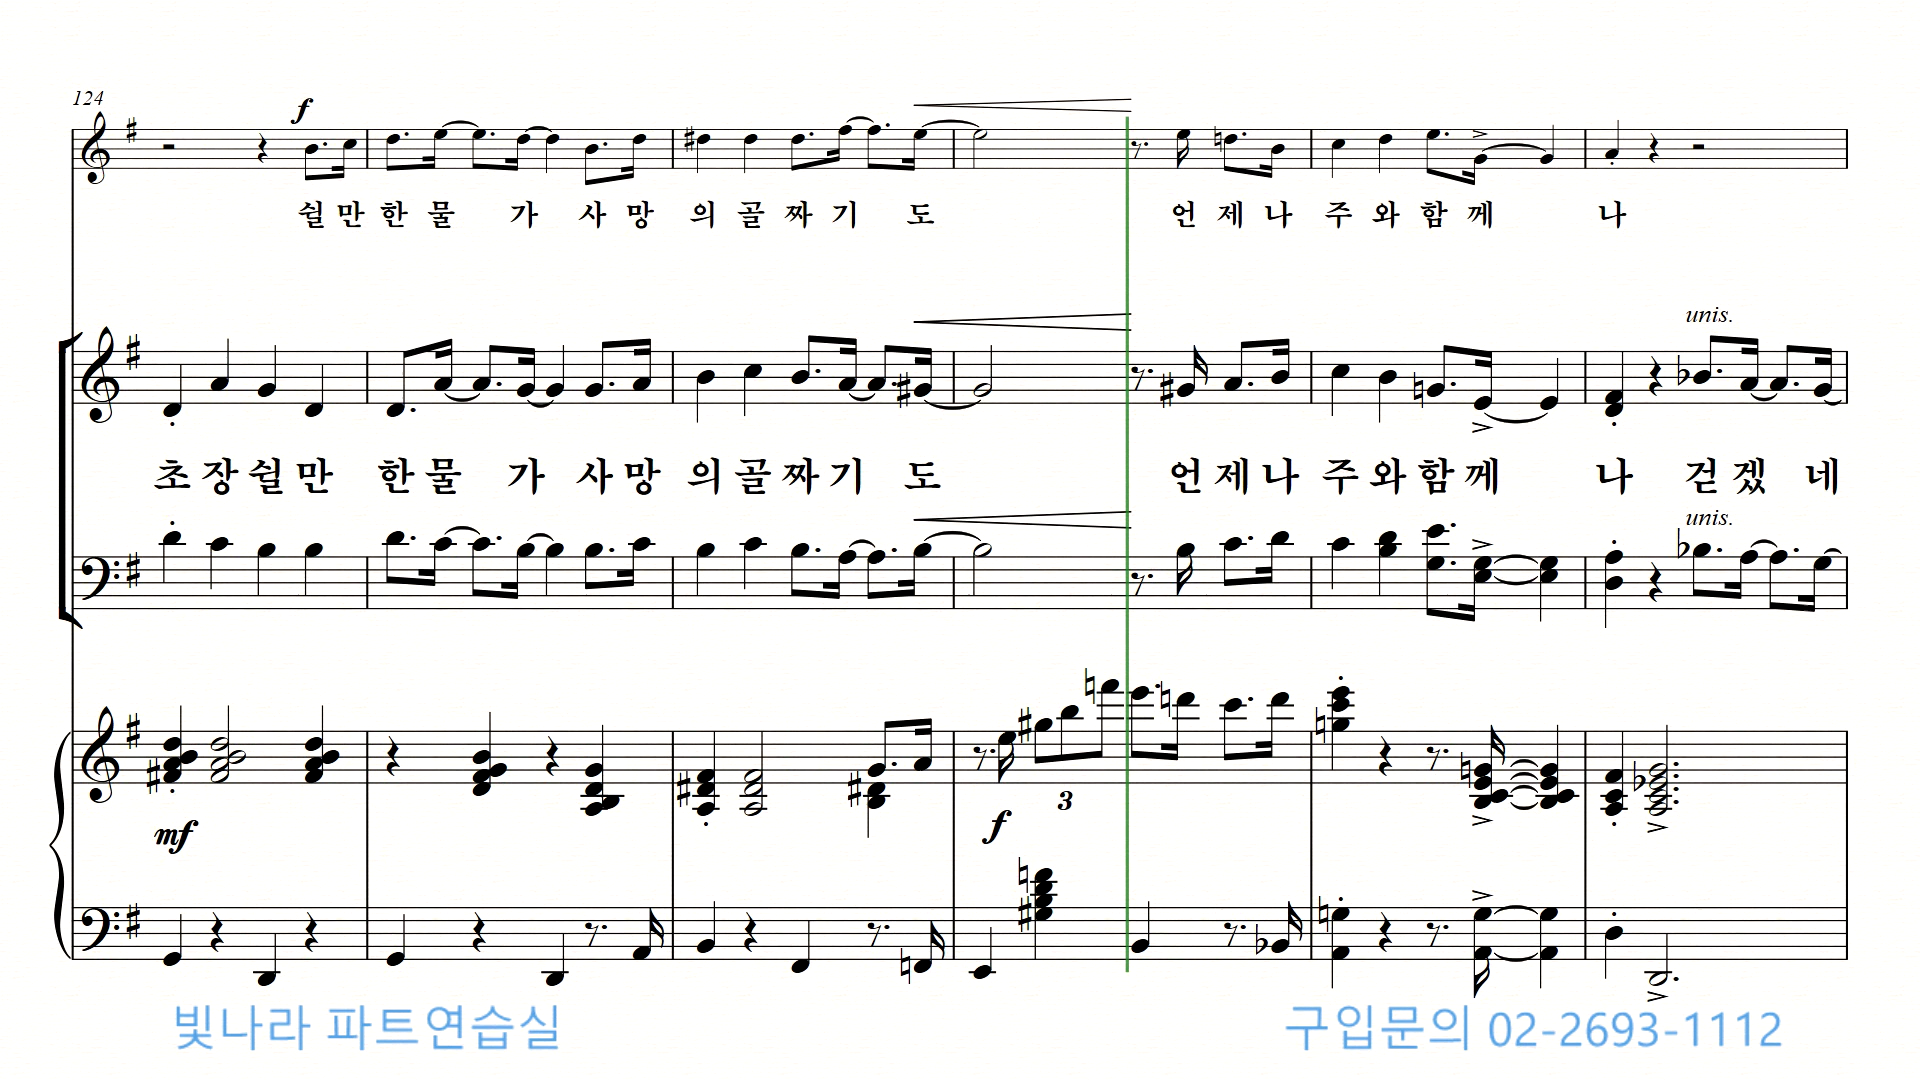 124
f
쉴 만 한 물 가 사 망 의 골 짜 기 도 언 제 나 주 와 함 께 나
unis.
초 장 쉴 만 한 물 가 사 망 의 골 짜 기 도 언 제 나 주 와 함 께 나 걷 겠 네
unis.
3
mf f
빛나라 파트연습실 구입문의 02-2693-1112